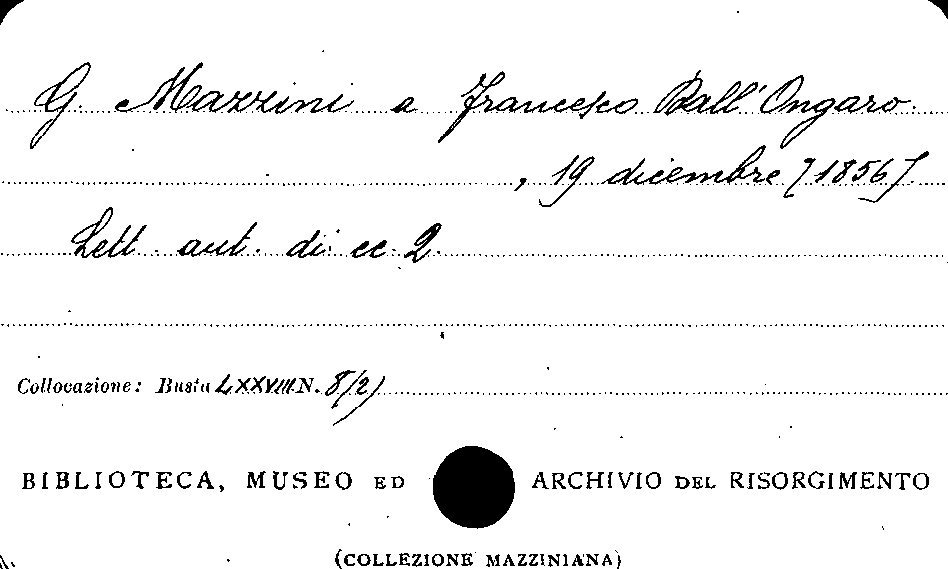 G. Mazzini a Francesco Dall'Ongaro.
, 19 dicembre [1856]
Lett. aut. di cc. 2.
Collocazione: Busta LXXVIII N. 8(2)
BIBLIOTECA, MUSEO ED ARCHIVIO DEL RISORGIMENTO
(COLLEZIONE MAZZINIANA)